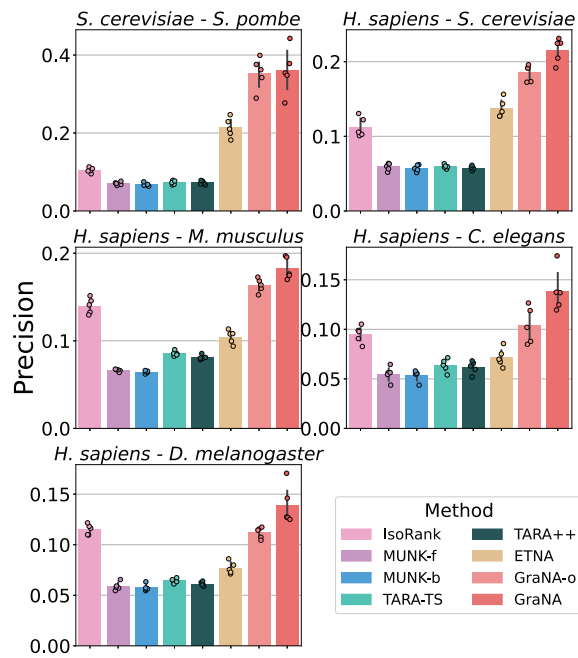 S. cerevisiae - S. pombe
H. sapiens - S. cerevisiae
0.4
0.2
0.0
0.2
0.1
0.0
H. sapiens - M. musculus
H. sapiens - C. elegans
0.2
0.1
0.0
0.15
0.10
0.05
0.00
Precision
H. sapiens - D. melanogaster
0.15
0.10
0.05
0.00
Method
IsoRank
MUNK-f
MUNK-b
TARA-TS
TARA++
ETNA
GraNA-o
GraNA